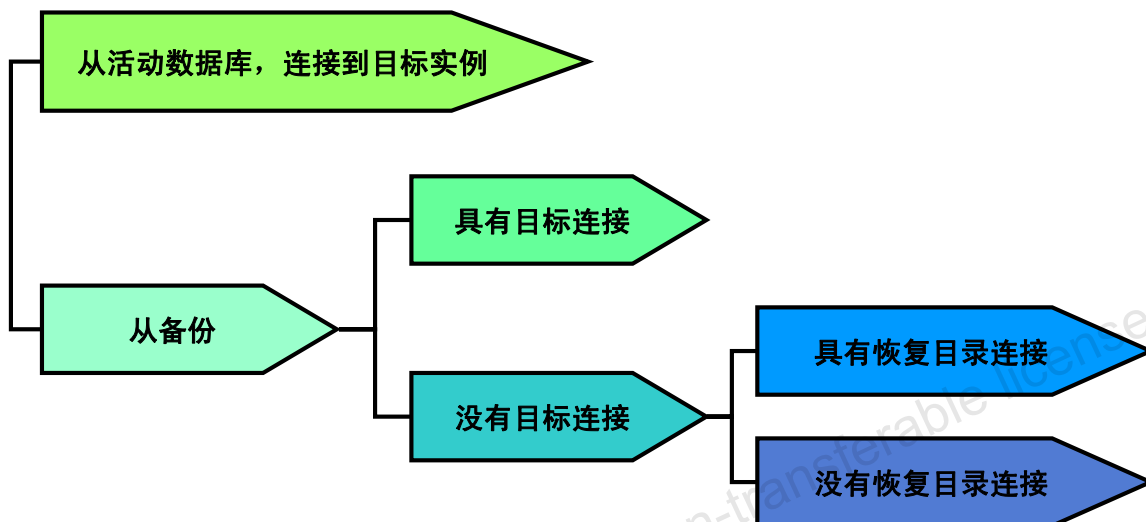 从活动数据库，连接到目标实例
具有目标连接
从备份
具有恢复目录连接
没有目标连接
没有恢复目录连接
n-transferable license